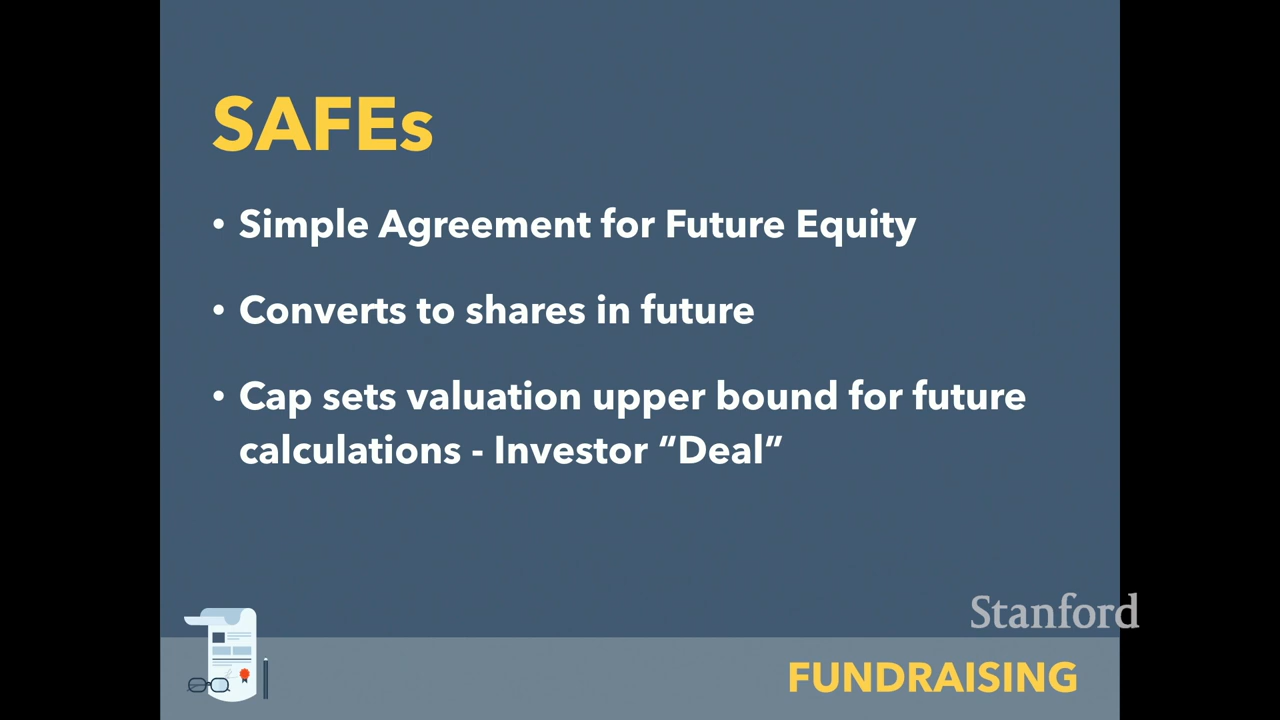 SAFEs
• Simple Agreement for Future Equity
• Converts to shares in future
• Cap sets valuation upper bound for future
calculations - Investor “Deal”
Stanford
FUNDRAISING